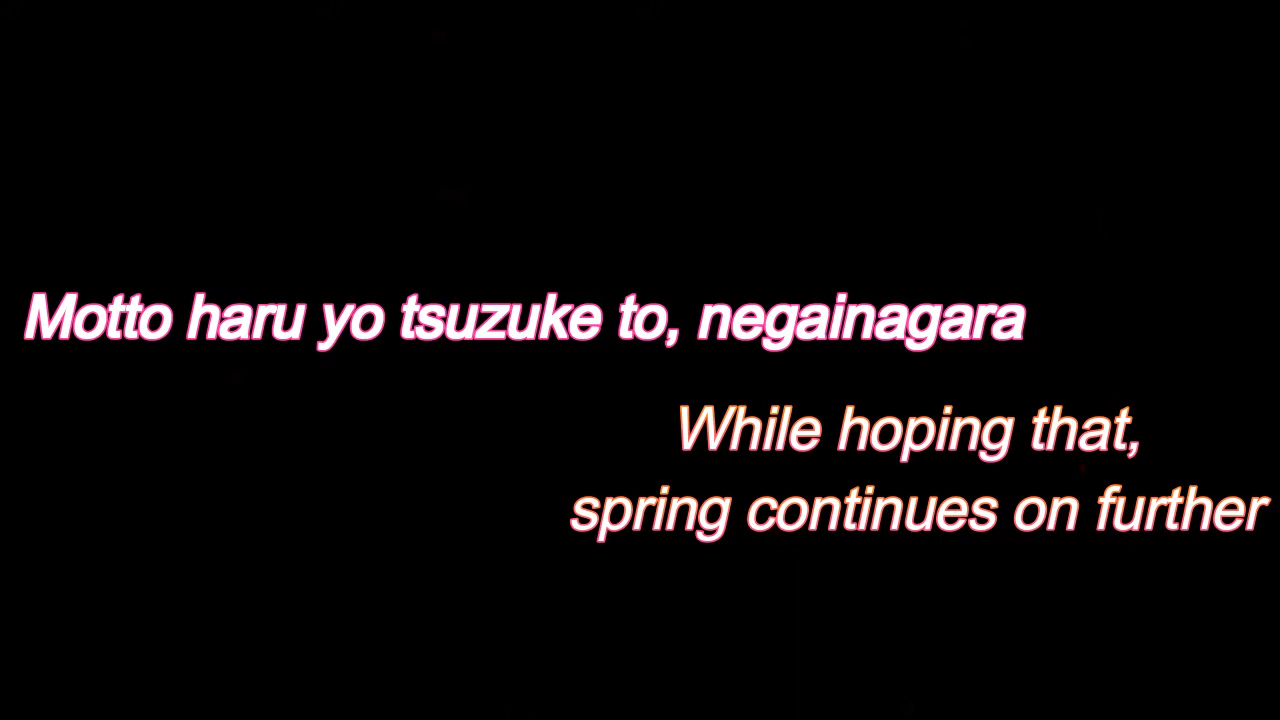 Motto haru yo tsuzuke to, negainagara
While hoping that,
spring continues on further